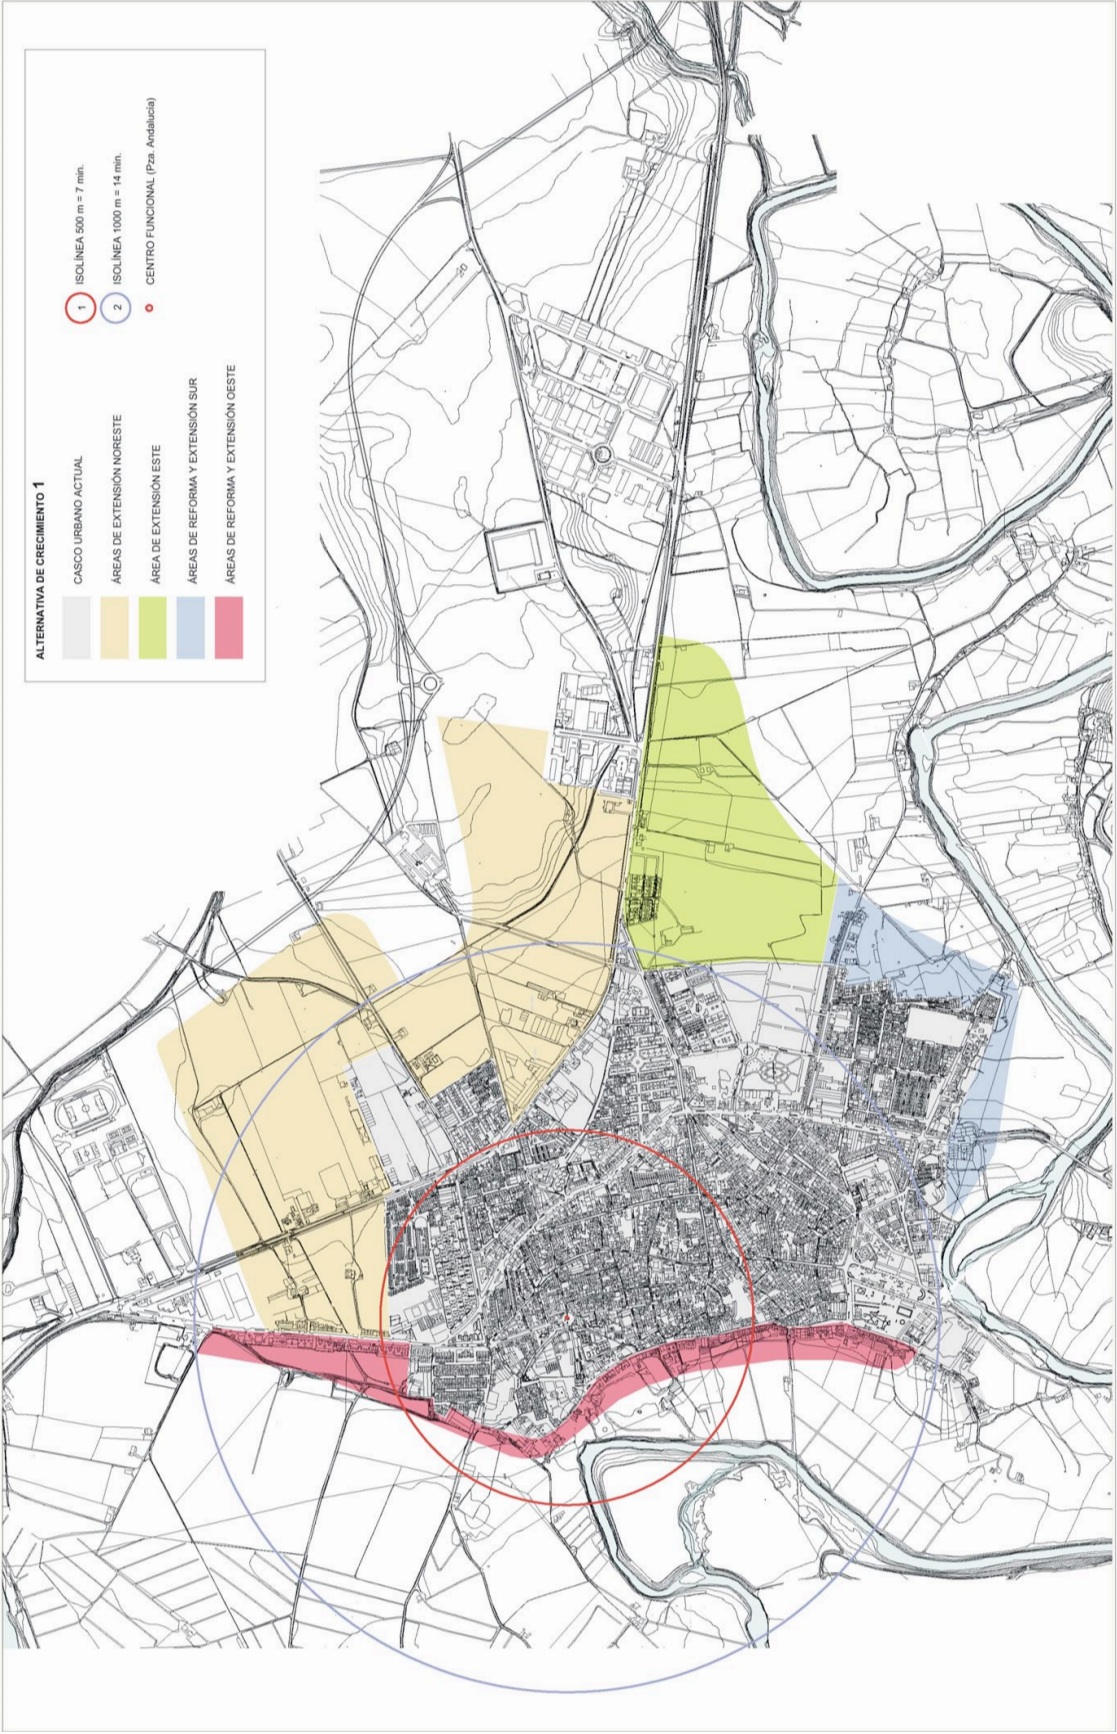 ALTERNATIVA DE CRECIMIENTO 1
CASCO URBANO ACTUAL
ÁREAS DE EXTENSIÓN NORESTE
ÁREA DE EXTENSIÓN ESTE
ÁREAS DE REFORMA Y EXTENSIÓN SUR
ÁREAS DE REFORMA Y EXTENSIÓN OESTE
1 ISOLÍNEA 500 m = 7 min.
2 ISOLÍNEA 1000 m = 14 min.
CENTRO FUNCIONAL (Pza. Andalucía)